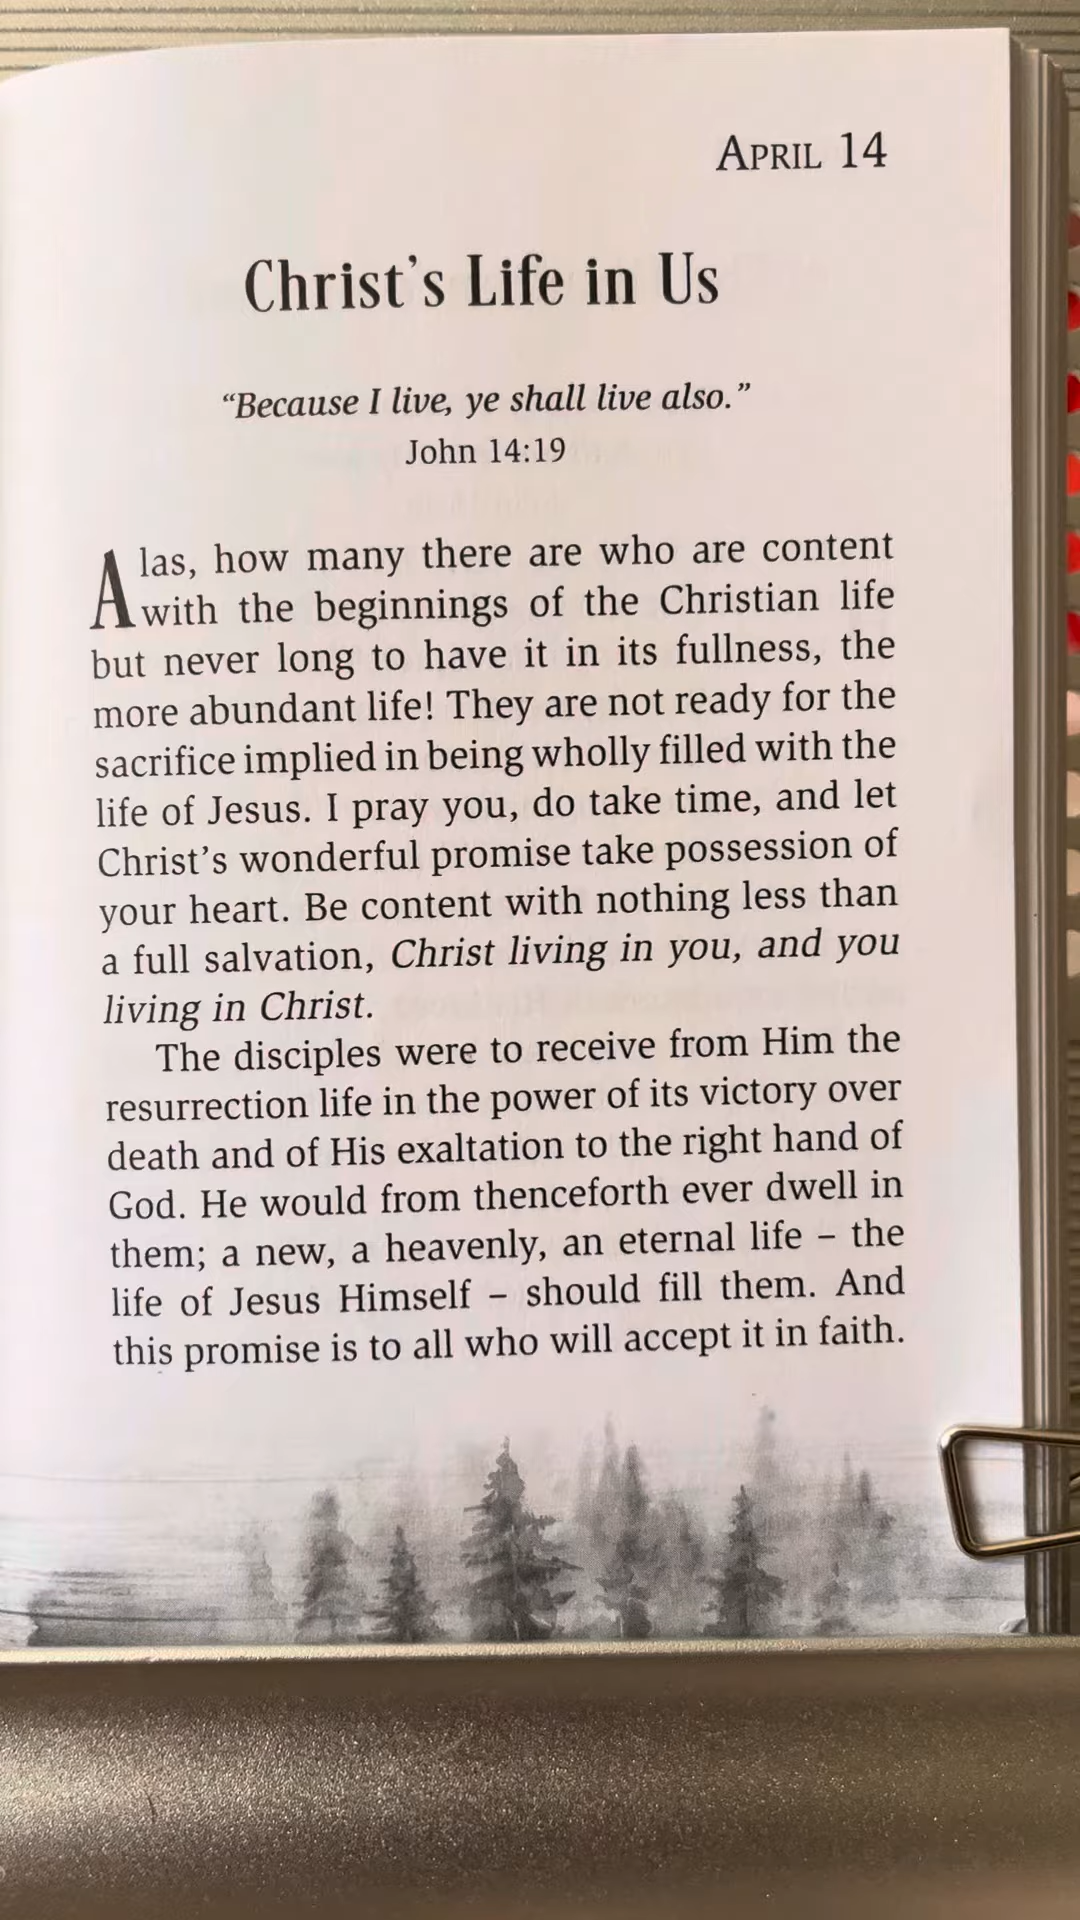 APRIL 14
Christ's Life in Us
“Because I live, ye shall live also.”
John 14:19
Alas, how many there are who are content
with the beginnings of the Christian life
but never long to have it in its fullness, the
more abundant life! They are not ready for the
sacrifice implied in being wholly filled with the
life of Jesus. I pray you, do take time, and let
Christ’s wonderful promise take possession of
your heart. Be content with nothing less than
a full salvation, Christ living in you, and you
living in Christ.
The disciples were to receive from Him the
resurrection life in the power of its victory over
death and of His exaltation to the right hand of
God. He would from thenceforth ever dwell in
them; a new, a heavenly, an eternal life – the
life of Jesus Himself – should fill them. And
this promise is to all who will accept it in faith.